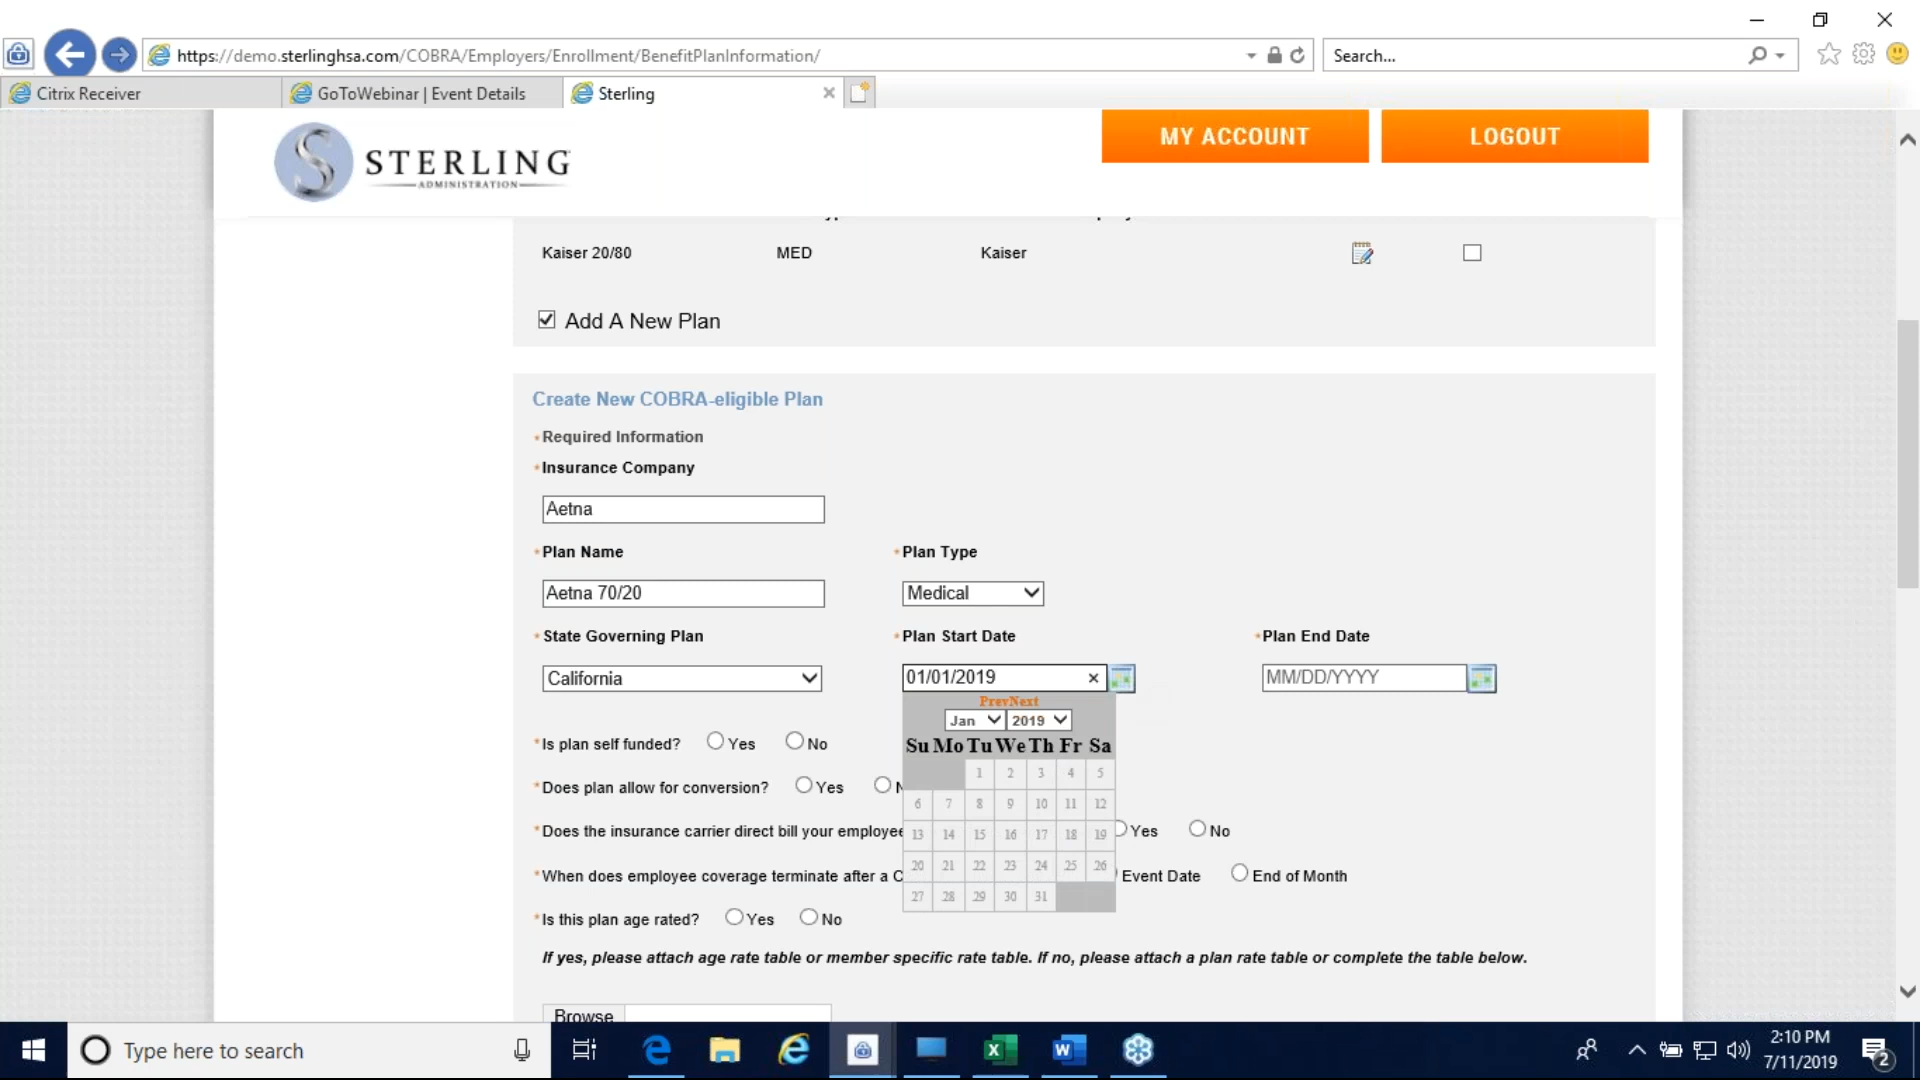 https://demo.sterlinghsa.com/COBRA/Employers/Enrollment/BenefitPlanInformation/
Search...
Citrix Receiver
GoToWebinar | Event Details
Sterling
STERLING
ADMINISTRATION
MY ACCOUNT
LOGOUT
Kaiser 20/80 MED Kaiser
Add A New Plan
Create New COBRA-eligible Plan
*Required Information
*Insurance Company
Aetna
*Plan Name *Plan Type
Aetna 70/20 Medical
*State Governing Plan *Plan Start Date *Plan End Date
California 01/01/2019 MM/DD/YYYY
PrevNext
Jan 2019
Su Mo Tu We Th Fr Sa
1 2 3 4 5
6 7 8 9 10 11 12
13 14 15 16 17 18 19
20 21 22 23 24 25 26
27 28 29 30 31
*Is plan self funded? Yes No
*Does plan allow for conversion? Yes
*Does the insurance carrier direct bill your employee Yes No
*When does employee coverage terminate after a C Event Date End of Month
*Is this plan age rated? Yes No
If yes, please attach age rate table or member specific rate table. If no, please attach a plan rate table or complete the table below.
Browse
Type here to search
2:10 PM
7/11/2019
2